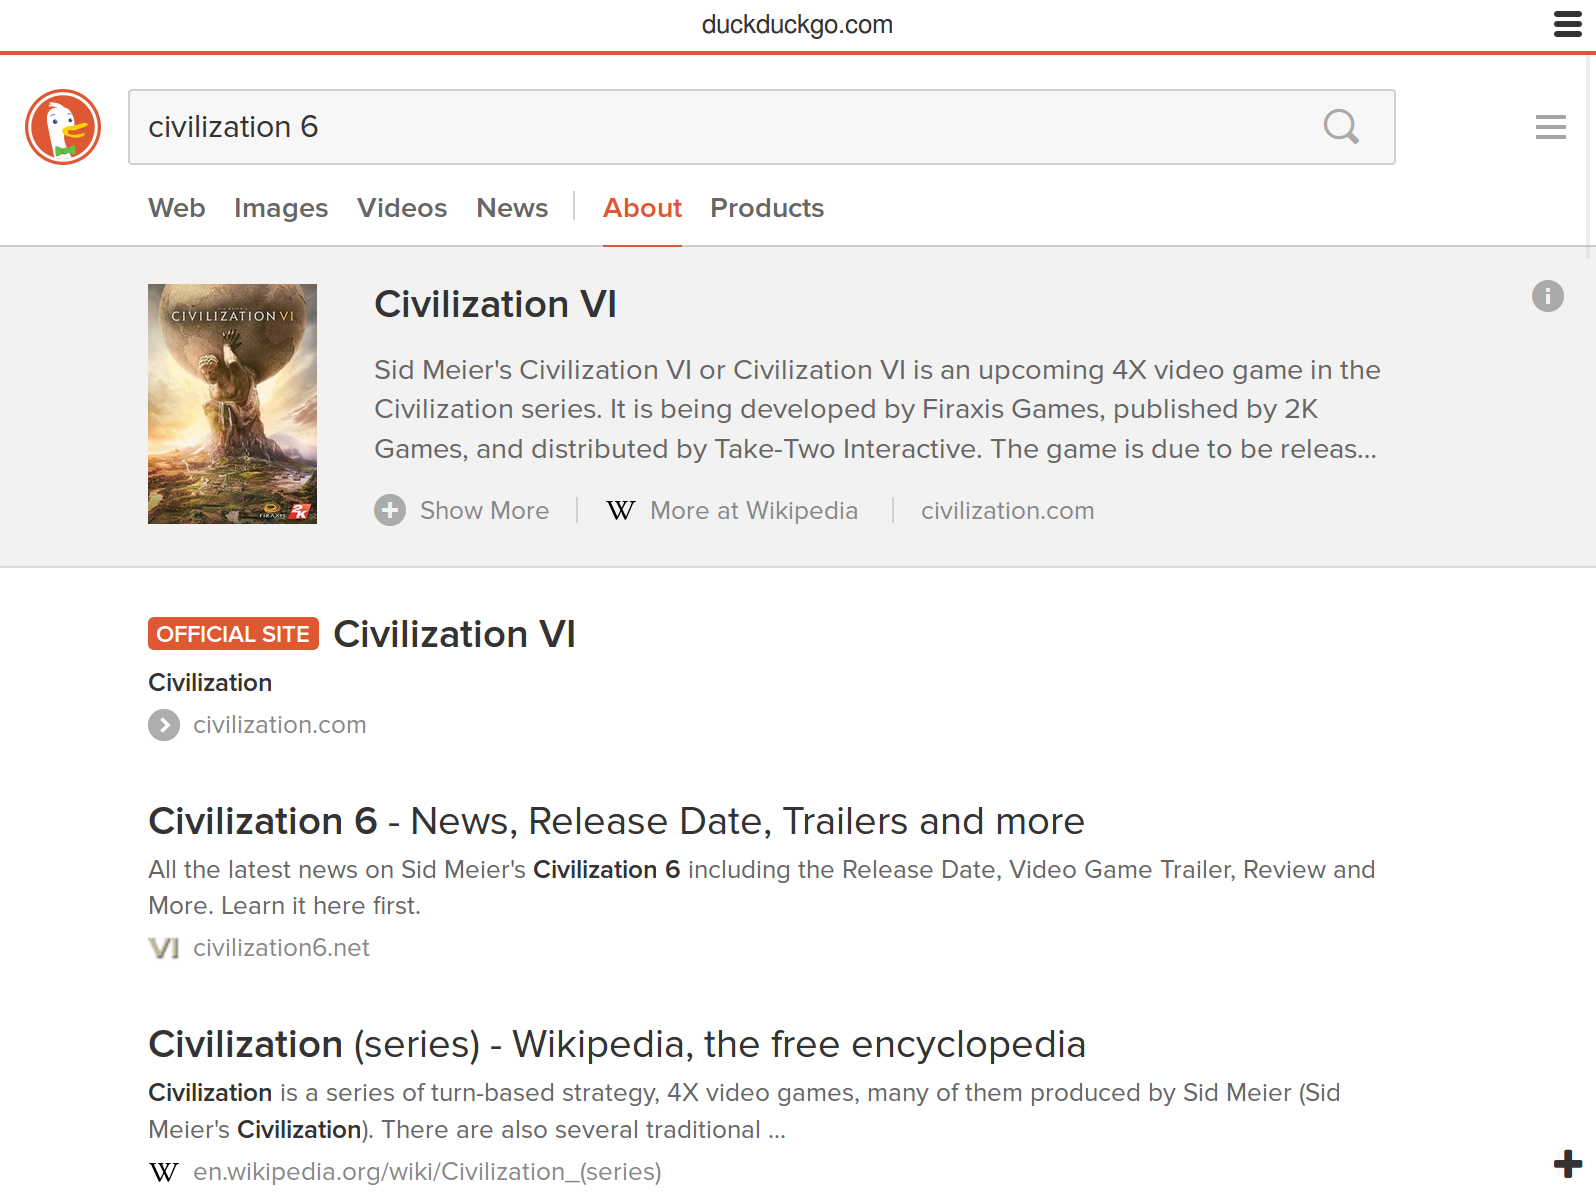 duckduckgo.com
civilization 6
Web Images Videos News About Products
CIVILIZATION VI
FIRAXIS
2K
Civilization VI
Sid Meier's Civilization VI or Civilization VI is an upcoming 4X video game in the
Civilization series. It is being developed by Firaxis Games, published by 2K
Games, and distributed by Take-Two Interactive. The game is due to be releas...
Show More W More at Wikipedia civilization.com
OFFICIAL SITE Civilization VI
Civilization
civilization.com
Civilization 6 - News, Release Date, Trailers and more
All the latest news on Sid Meier's Civilization 6 including the Release Date, Video Game Trailer, Review and
More. Learn it here first.
VI civilization6.net
Civilization (series) - Wikipedia, the free encyclopedia
Civilization is a series of turn-based strategy, 4X video games, many of them produced by Sid Meier (Sid
Meier's Civilization). There are also several traditional ...
W en.wikipedia.org/wiki/Civilization_(series)